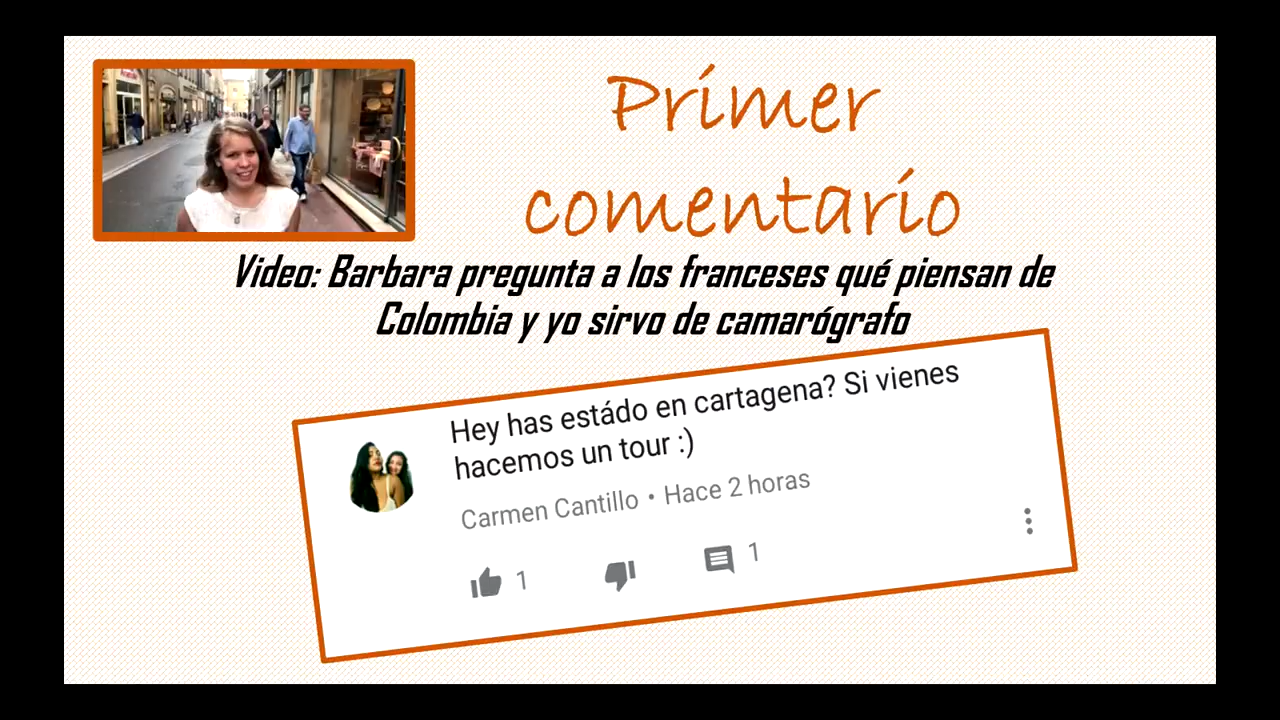 Primer
comentario
Video: Barbara pregunta a los franceses qué piensan de
Colombia y yo sirvo de camarógrafo
Hey has estádo en cartagena? Si vienes
hacemos un tour :)
Carmen Cantillo • Hace 2 horas
1
1